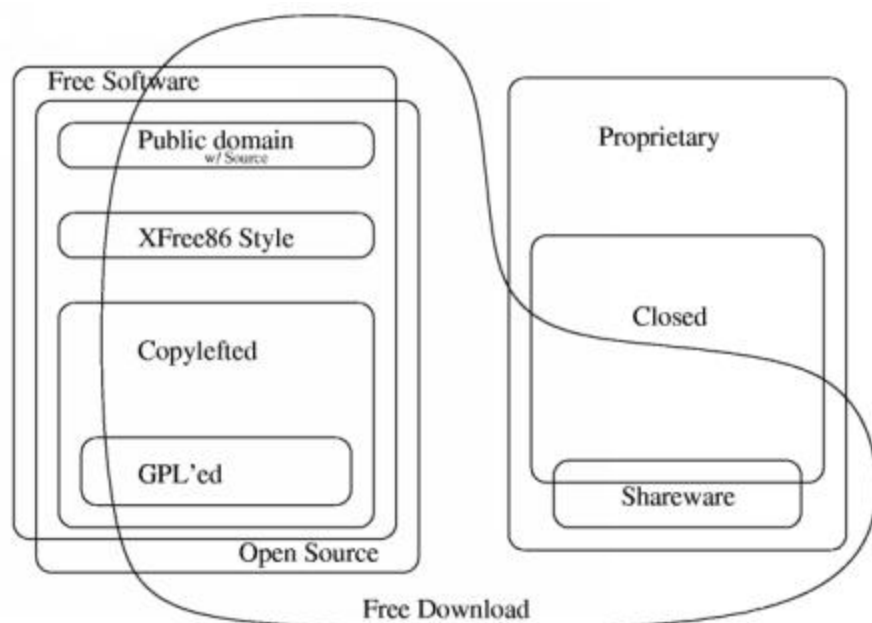 Free Software
Public domain
w/ Source
XFree86 Style
Copylefted
GPL'ed
Open Source
Proprietary
Closed
Shareware
Free Download